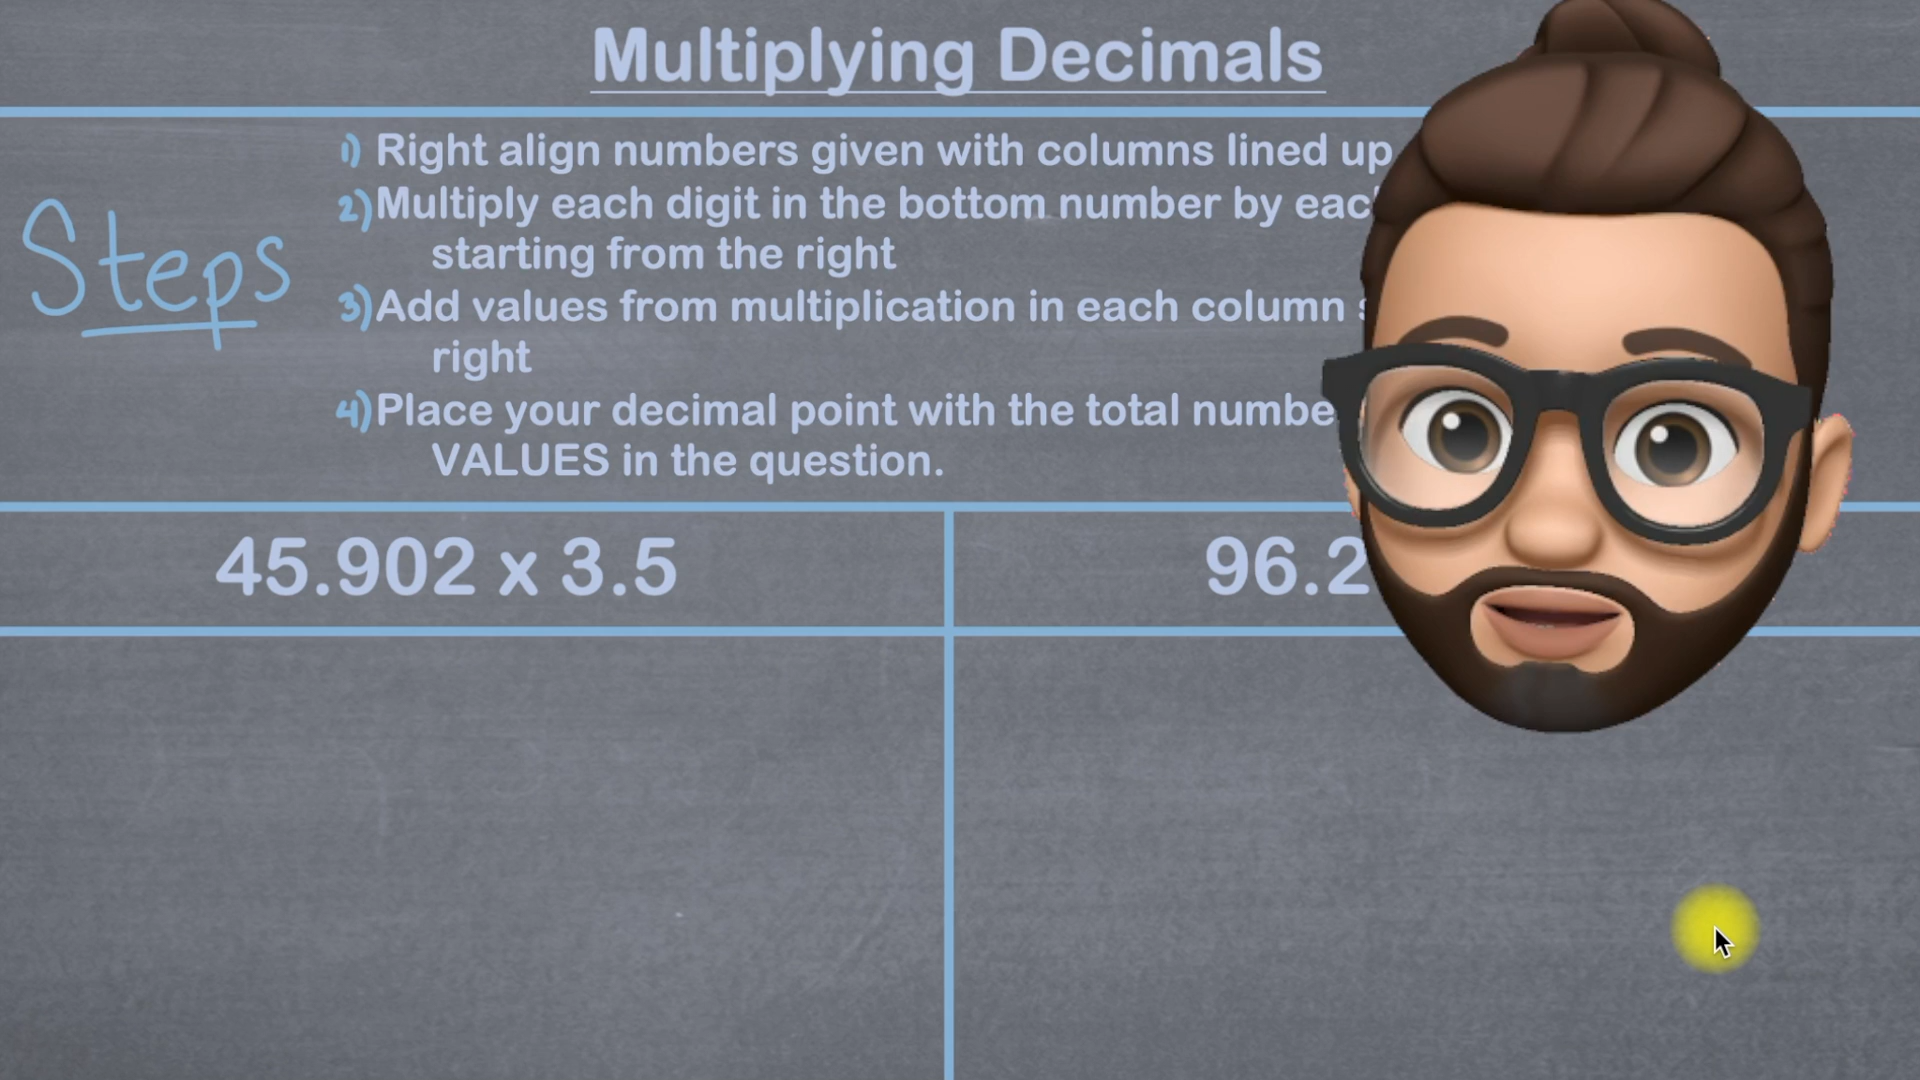 Multiplying Decimals
Steps
1) Right align numbers given with columns lined up
2) Multiply each digit in the bottom number by
starting from the right
3) Add values from multiplication in each column
right
4) Place your decimal point with the total
VALUES in the question.
45.902 x 3.5
96.2